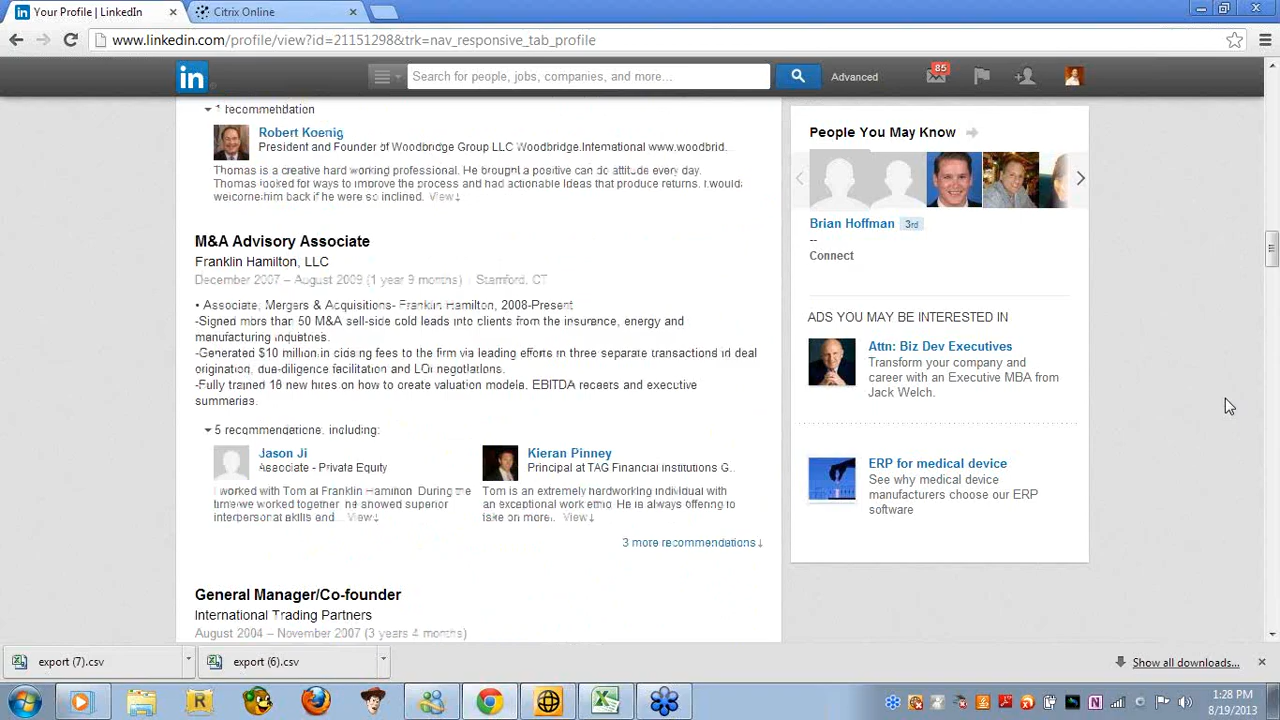 Your Profile | LinkedIn
Citrix Online
www.linkedin.com/profile/view?id=21151298&trk=nav_responsive_tab_profile
in
Search for people, jobs, companies, and more...
Advanced
85
1 recommendation
Robert Koenig
President and Founder of Woodbridge Group LLC Woodbridge.International www.woodbrid.
Thomas is a creative hard working professional. He brought a positive can do attitude every day.
Thomas looked for ways to improve the process and had actionable ideas that produce returns. I would
welcome him back if he were so inclined. View↓
M&A Advisory Associate
Franklin Hamilton, LLC
December 2007 – August 2009 (1 year 9 months) Stamford, CT
• Associate, Mergers & Acquisitions- Franklin Hamilton, 2008-Present
-Signed more than 50 M&A sell-side cold leads into clients from the insurance, energy and
manufacturing
-Generated $10 million in closing fees to the firm via leading efforts in three separate transactions in deal
origination, due-diligence facilitation and LOI negotiations.
-Fully trained 16 new hires on how to create valuation models, EBITDA recasts and executive
summaries.
5 recommendations, including:
Jason Ji
Associate - Private Equity
I worked with Tom at Franklin Hamilton. During the
time we worked together, he showed superior
interpersonal skills and... View↓
Kieran Pinney
Principal at TAG Financial Institutions G..
Tom is an extremely hardworking individual with
an exceptional work ethic. He is always offering to
take on more... View↓
3 more recommendations↓
General Manager/Co-founder
International Trading Partners
August 2004 – November 2007 (3 years 4 months)
People You May Know
Brian Hoffman 3rd
--
Connect
ADS YOU MAY BE INTERESTED IN
Attn: Biz Dev Executives
Transform your company and
career with an Executive MBA from
Jack Welch.
ERP for medical device
See why medical device
manufacturers choose our ERP
software
export (7).csv
export (6).csv
Show all downloads...
1:28 PM
8/19/2013